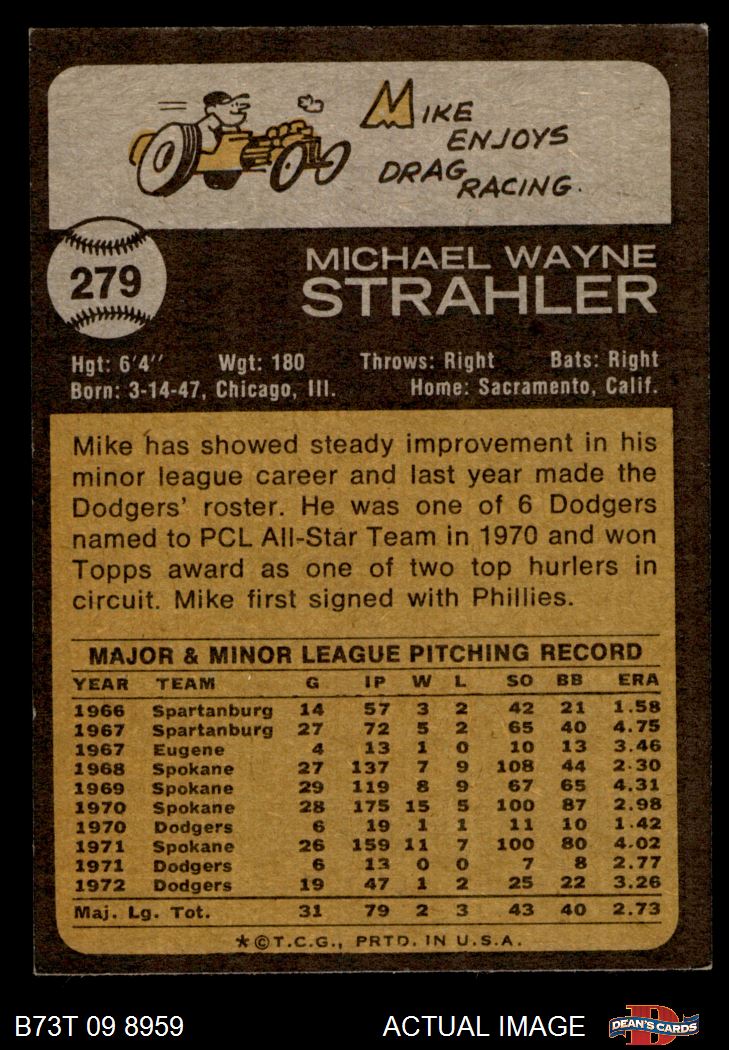 MIKE
ENJOYS
DRAG
RACING.
279
MICHAEL WAYNE
STRAHLER
Hgt: 6'4" Wgt: 180 Throws: Right Bats: Right
Born: 3-14-47, Chicago, Ill. Home: Sacramento, Calif.
Mike has showed steady improvement in his
minor league career and last year made the
Dodgers' roster. He was one of 6 Dodgers
named to PCL All-Star Team in 1970 and won
Topps award as one of two top hurlers in
circuit. Mike first signed with Phillies.
MAJOR & MINOR LEAGUE PITCHING RECORD
YEAR TEAM G IP W L SO BB ERA
1966 Spartanburg 14 57 3 2 42 21 1.58
1967 Spartanburg 27 72 5 2 65 40 4.75
1967 Eugene 4 13 1 0 10 13 3.46
1968 Spokane 27 137 7 9 108 44 2.30
1969 Spokane 29 119 8 9 67 65 4.31
1970 Spokane 28 175 15 5 100 87 2.98
1970 Dodgers 6 19 1 1 11 10 1.42
1971 Spokane 26 159 11 7 100 80 4.02
1971 Dodgers 6 13 0 0 7 8 2.77
1972 Dodgers 19 47 1 2 25 22 3.26
Maj. Lg. Tot. 31 79 2 3 43 40 2.73
*©T.C.G., PRTD. IN U.S.A.
B73T 09 8959 ACTUAL IMAGE D DEAN'S CARDS